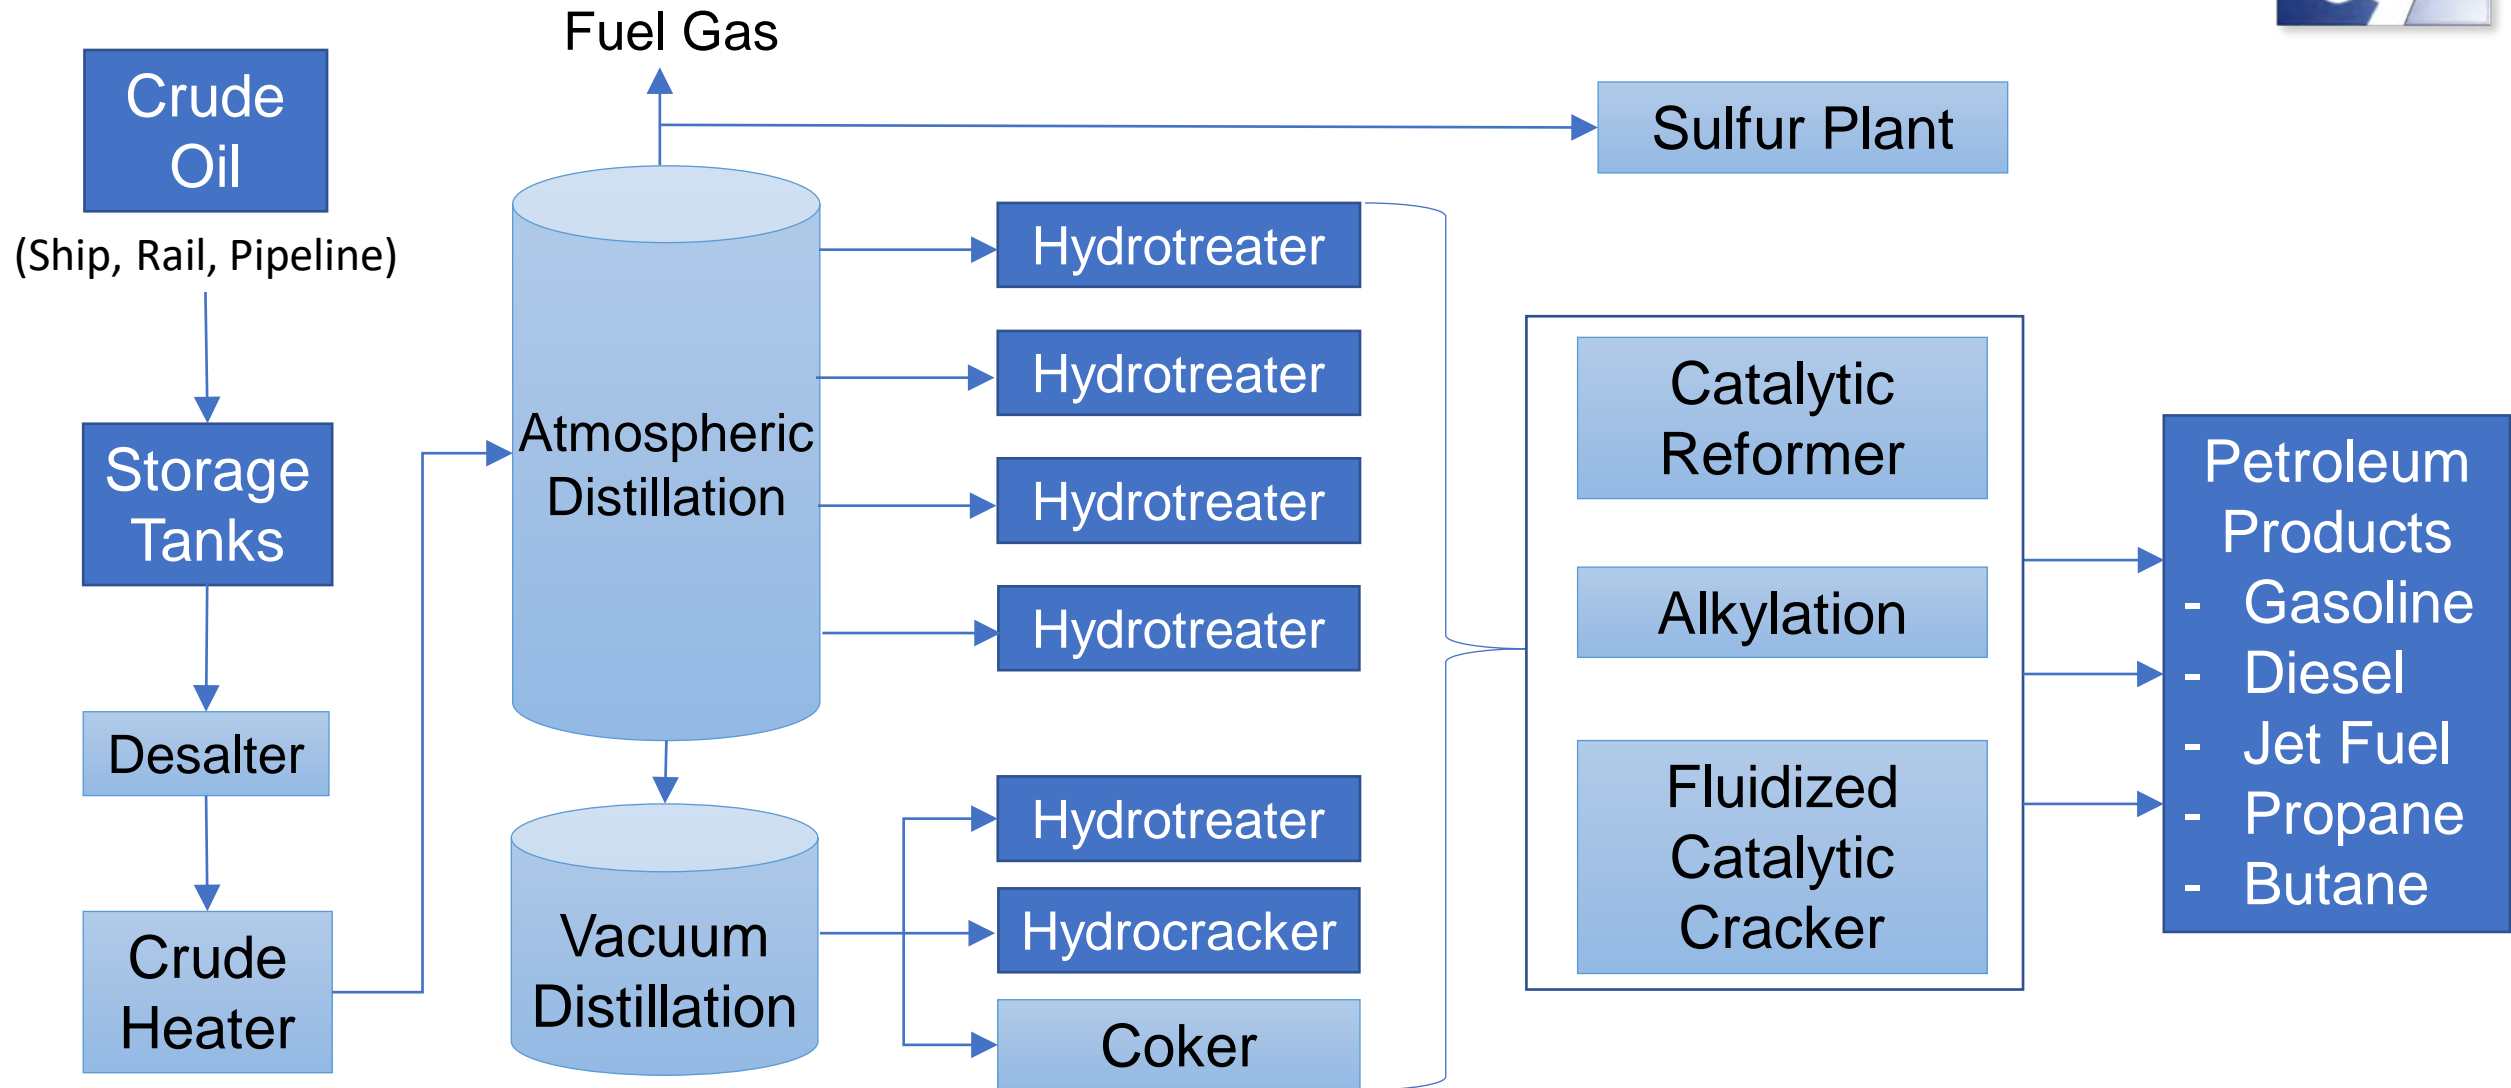 Fuel Gas
Crude
Oil
(Ship, Rail, Pipeline)
Storage
Tanks
Desalter
Crude
Heater
Atmospheric
Distillation
Vacuum
Distillation
Sulfur Plant
Hydrotreater
Hydrotreater
Hydrotreater
Hydrotreater
Hydrotreater
Hydrocracker
Coker
Catalytic
Reformer
Alkylation
Fluidized
Catalytic
Cracker
Petroleum
Products
- Gasoline
- Diesel
- Jet Fuel
- Propane
- Butane